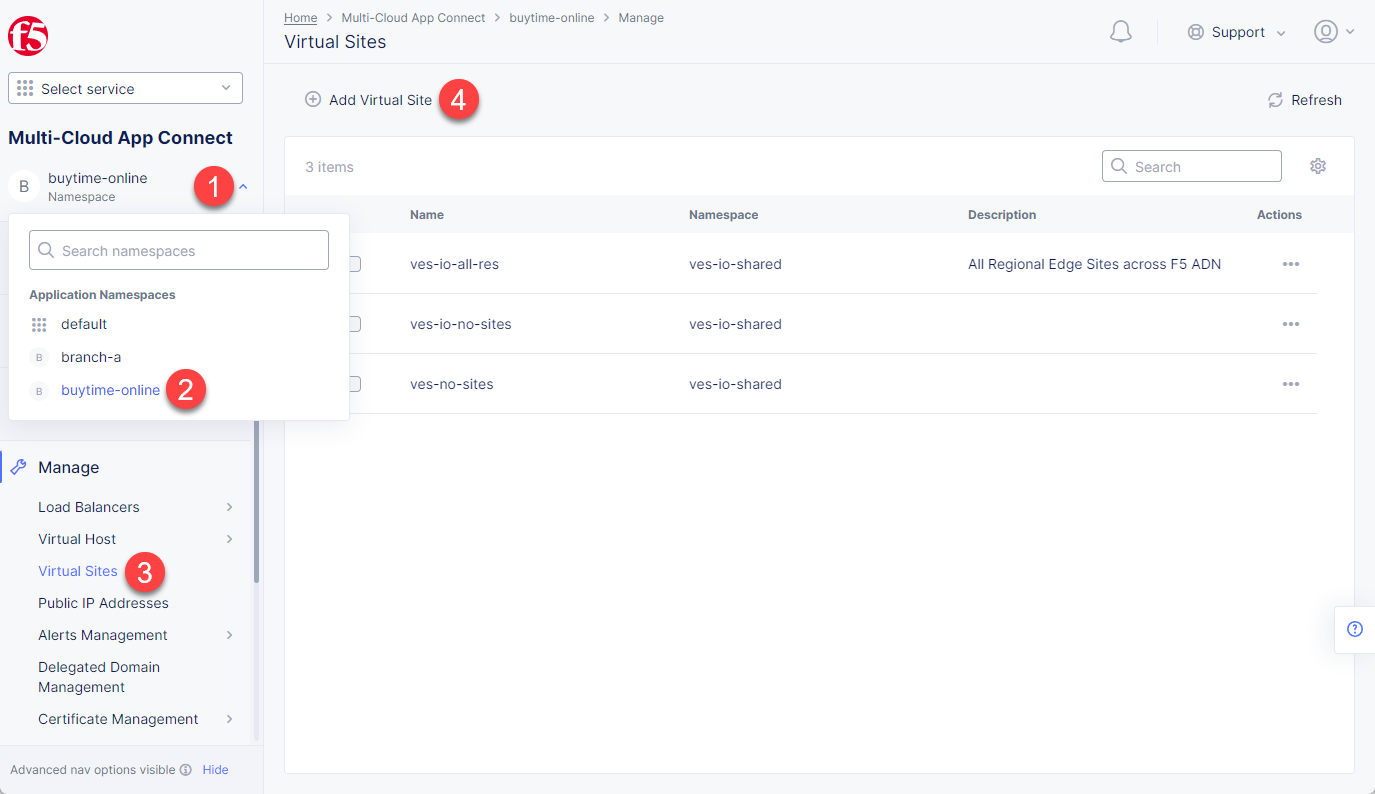 f5
Home > Multi-Cloud App Connect > buytime-online > Manage
Virtual Sites
Support
Select service
Multi-Cloud App Connect
B
buytime-online
Namespace
1
Search namespaces
Application Namespaces
default
B branch-a
B buytime-online 2
Manage
Load Balancers
Virtual Host
Virtual Sites 3
Public IP Addresses
Alerts Management
Delegated Domain
Management
Certificate Management
Advanced nav options visible Hide
Add Virtual Site 4
Refresh
3 items
Search
Name Namespace Description Actions
ves-io-all-res ves-io-shared All Regional Edge Sites across F5 ADN
ves-io-no-sites ves-io-shared
ves-no-sites ves-io-shared